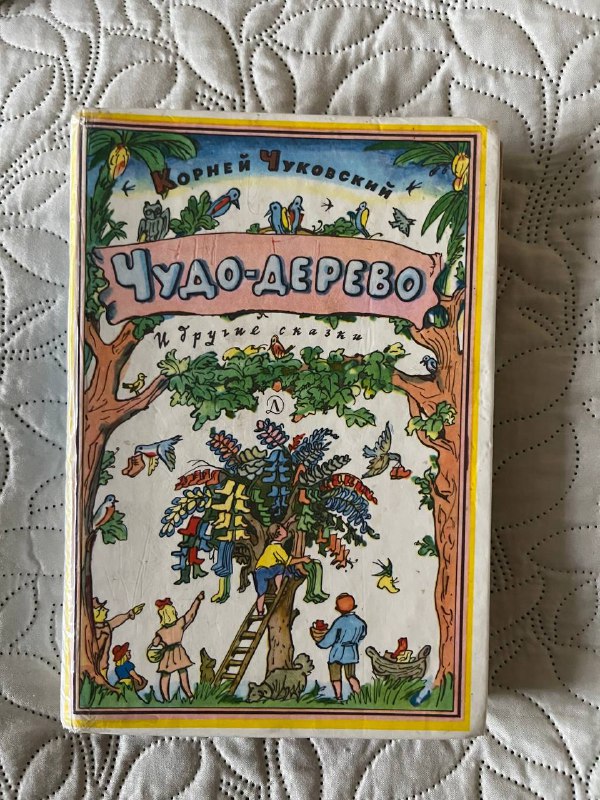 Корней Чуковский
Чудо-дерево
И другие сказки
Д